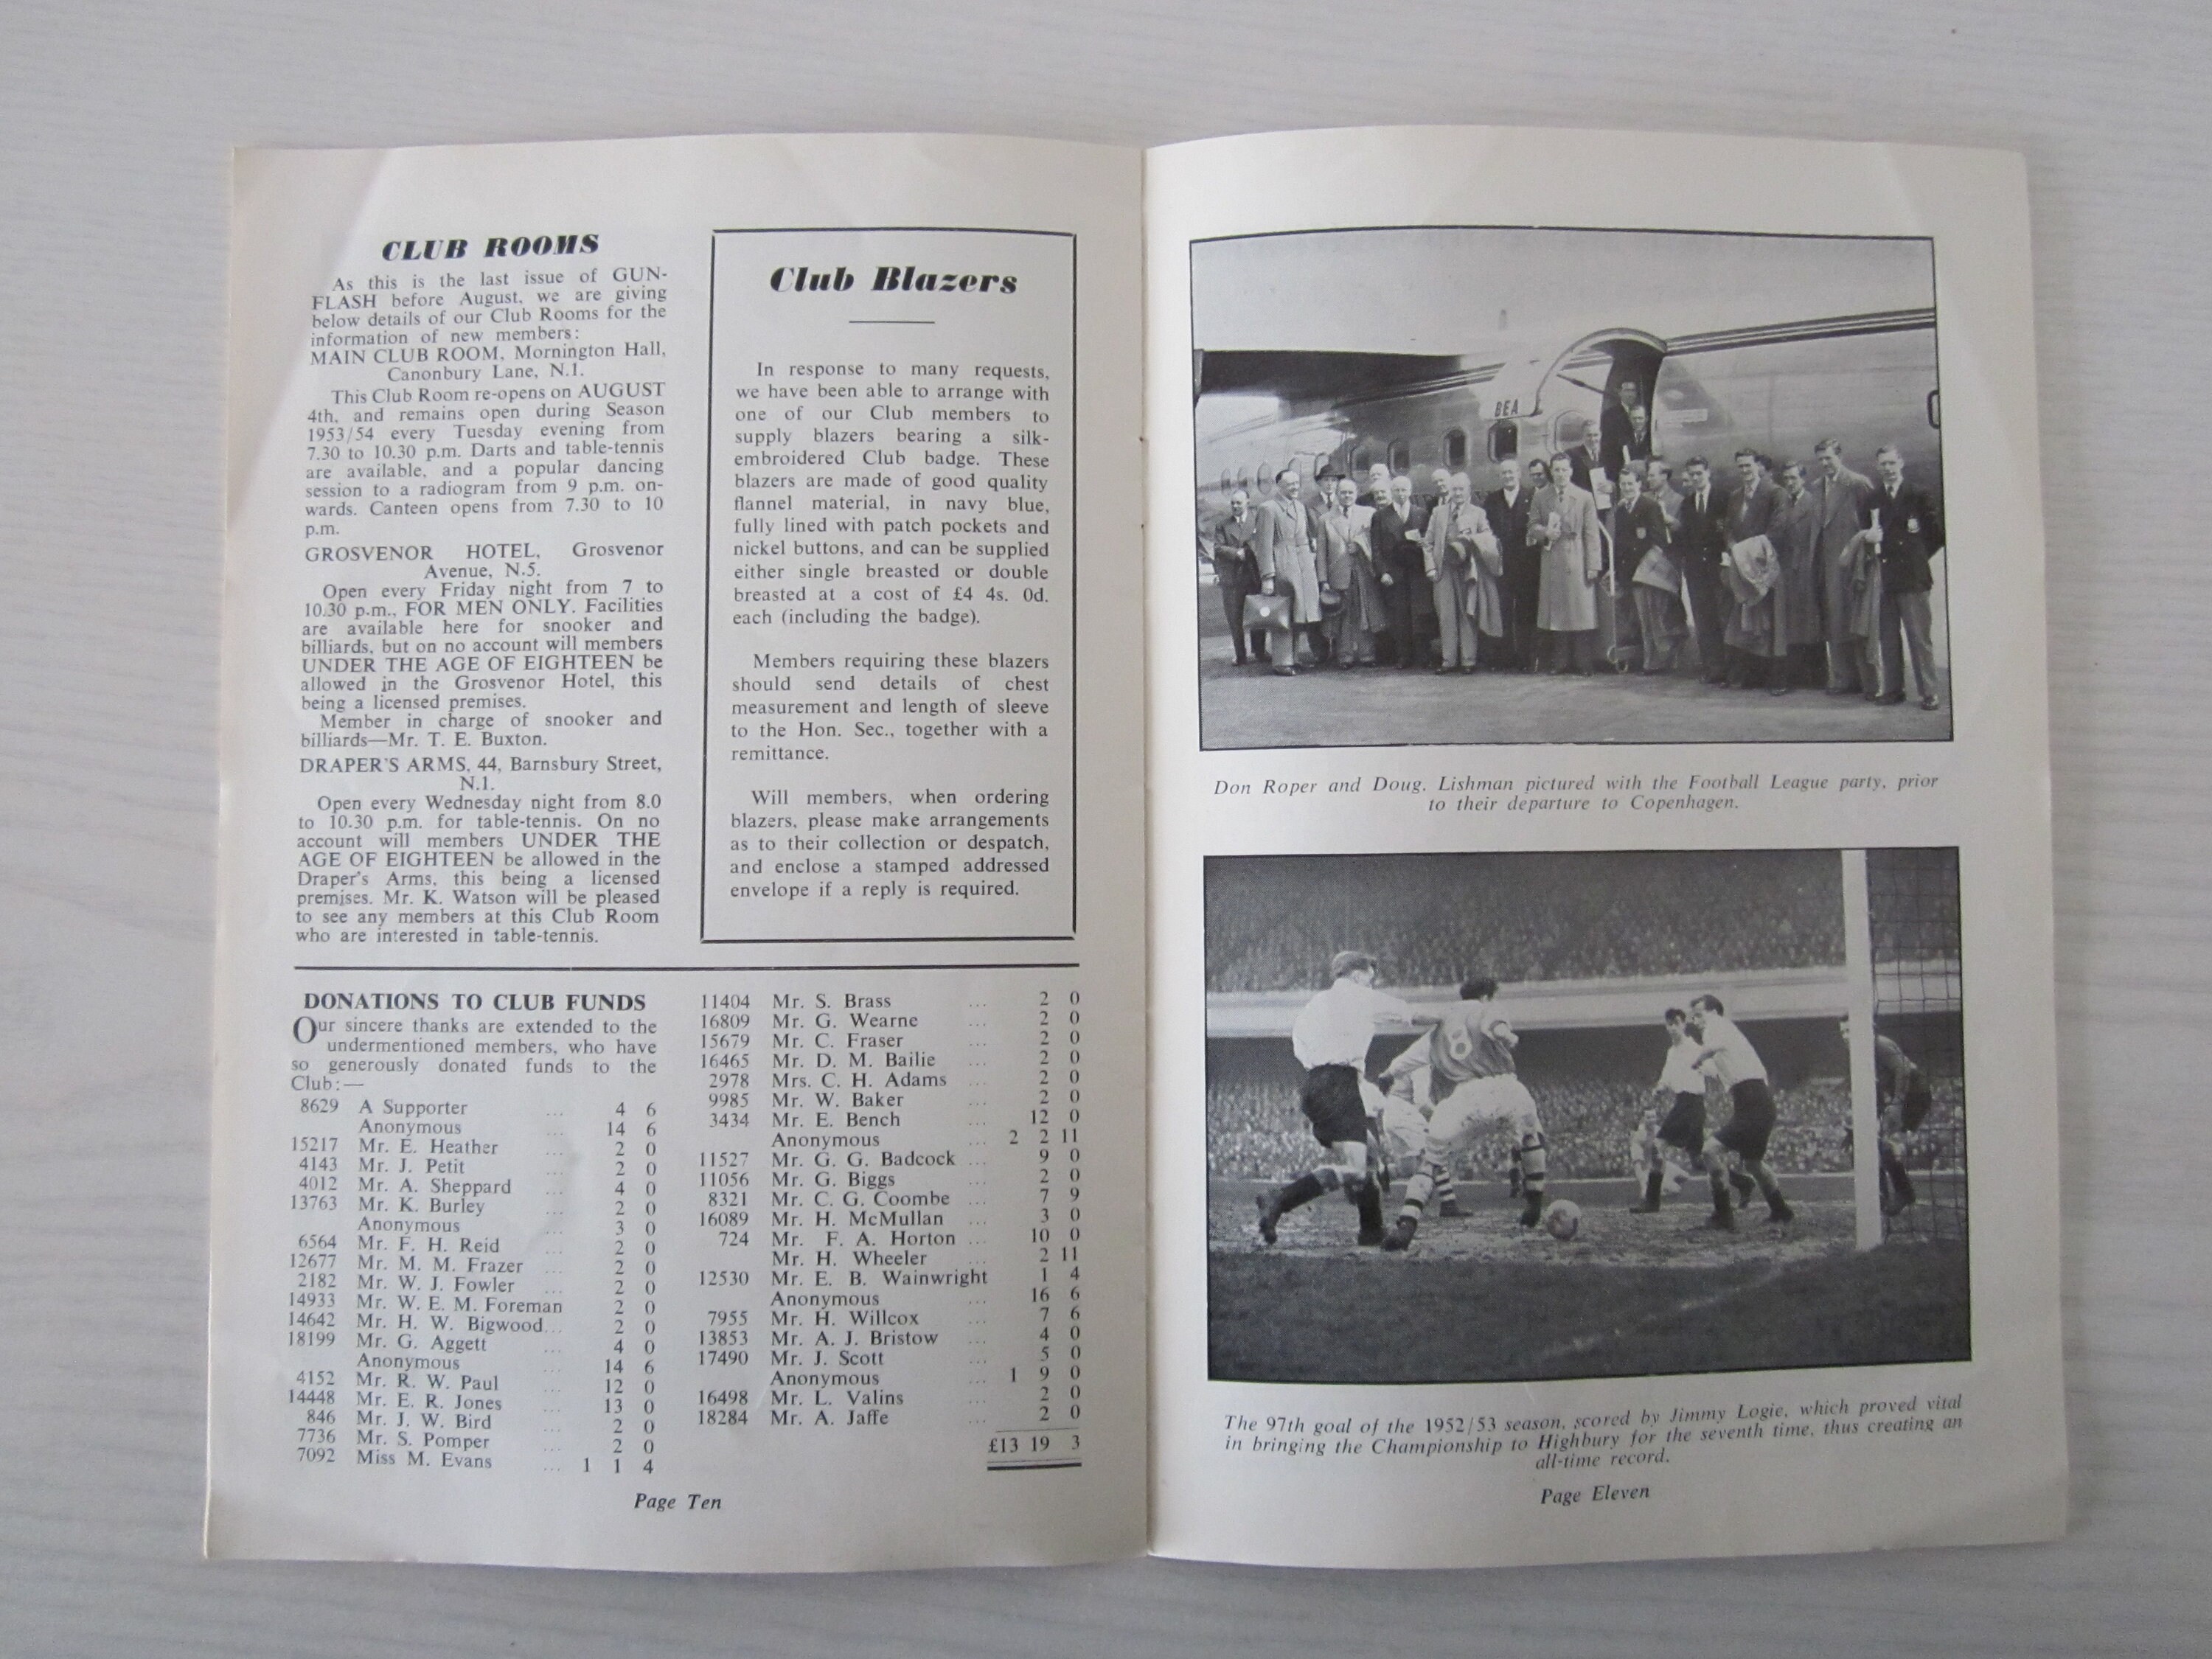 CLUB ROOMS
As this is the last issue of GUN-
FLASH before August, we are giving
below details of our Club Rooms for the
information of new members:
MAIN CLUB ROOM, Mornington Hall,
Canonbury Lane, N.1.
This Club Room re-opens on AUGUST
4th, and remains open during Season
1953/54 every Tuesday evening from
7.30 to 10.30 p.m. Darts and table-tennis
are available, and a popular dancing
session to a radiogram from 9 p.m. on-
wards. Canteen opens from 7.30 to 10
p.m.
GROSVENOR HOTEL, Grosvenor
Avenue, N.5.
Open every Friday night from 7 to
10.30 p.m., FOR MEN ONLY. Facilities
are available here for snooker and
billiards, but on no account will members
UNDER THE AGE OF EIGHTEEN be
allowed in the Grosvenor Hotel, this
being a licensed premises.
Member in charge of snooker and
billiards—Mr. T. E. Buxton.
DRAPER'S ARMS, 44, Barnsbury Street,
N.1.
Open every Wednesday night from 8.0
to 10.30 p.m. for table-tennis. On no
account will members UNDER THE
AGE OF EIGHTEEN be allowed in the
Draper's Arms, this being a licensed
premises. Mr. K. Watson will be pleased
to see any members at this Club Room
who are interested in table-tennis.
Club Blazers
In response to many requests,
we have been able to arrange with
one of our Club members to
supply blazers bearing a silk-
embroidered Club badge. These
blazers are made of good quality
flannel material, in navy blue,
fully lined with patch pockets and
nickel buttons, and can be supplied
either single breasted or double
breasted at a cost of £4 4s. 0d.
each (including the badge).
Members requiring these blazers
should send details of chest
measurement and length of sleeve
to the Hon. Sec., together with a
remittance.
Will members, when ordering
blazers, please make arrangements
as to their collection or despatch,
and enclose a stamped addressed
envelope if a reply is required.
DONATIONS TO CLUB FUNDS
Our sincere thanks are extended to the
undermentioned members, who have
so generously donated funds to the
Club:—
8629 A Supporter ... 4 6
Anonymous ... 14 6
15217 Mr. E. Heather ... 2 0
4143 Mr. J. Petit ... 2 0
4012 Mr. A. Sheppard ... 4 0
13763 Mr. K. Burley ... 2 0
Anonymous ... 3 0
6564 Mr. F. H. Reid ... 2 0
12677 Mr. M. M. Frazer ... 2 0
2182 Mr. W. J. Fowler ... 2 0
14933 Mr. W. E. M. Foreman 2 0
14642 Mr. H. W. Bigwood... 2 0
18199 Mr. G. Aggett ... 4 0
Anonymous ... 14 6
4152 Mr. R. W. Paul ... 12 0
14448 Mr. E. R. Jones ... 13 0
846 Mr. J. W. Bird ... 2 0
7736 Mr. S. Pomper ... 2 0
7092 Miss M. Evans ... 1 1 4
11404 Mr. S. Brass ... 2 0
16809 Mr. G. Wearne ... 2 0
15679 Mr. C. Fraser ... 2 0
16465 Mr. D. M. Bailie ... 2 0
2978 Mrs. C. H. Adams ... 2 0
9985 Mr. W. Baker ... 2 0
3434 Mr. E. Bench ... 12 0
Anonymous ... 2 2 11
11527 Mr. G. G. Badcock ... 9 0
11056 Mr. G. Biggs ... 2 0
8321 Mr. C. G. Coombe ... 7 9
16089 Mr. H. McMullan ... 3 0
724 Mr. F. A. Horton ... 10 0
Mr. H. Wheeler ... 2 11
12530 Mr. E. B. Wainwright 1 4
Anonymous ... 16 6
7955 Mr. H. Willcox ... 7 6
13853 Mr. A. J. Bristow ... 4 0
17490 Mr. J. Scott ... 5 0
Anonymous ... 1 9 0
16498 Mr. L. Valins ... 2 0
18284 Mr. A. Jaffe ... 2 0
£13 19 3
Page Ten
BEA
Don Roper and Doug. Lishman pictured with the Football League party, prior
to their departure to Copenhagen.
8
The 97th goal of the 1952/53 season, scored by Jimmy Logie, which proved vital
in bringing the Championship to Highbury for the seventh time, thus creating an
all-time record.
Page Eleven